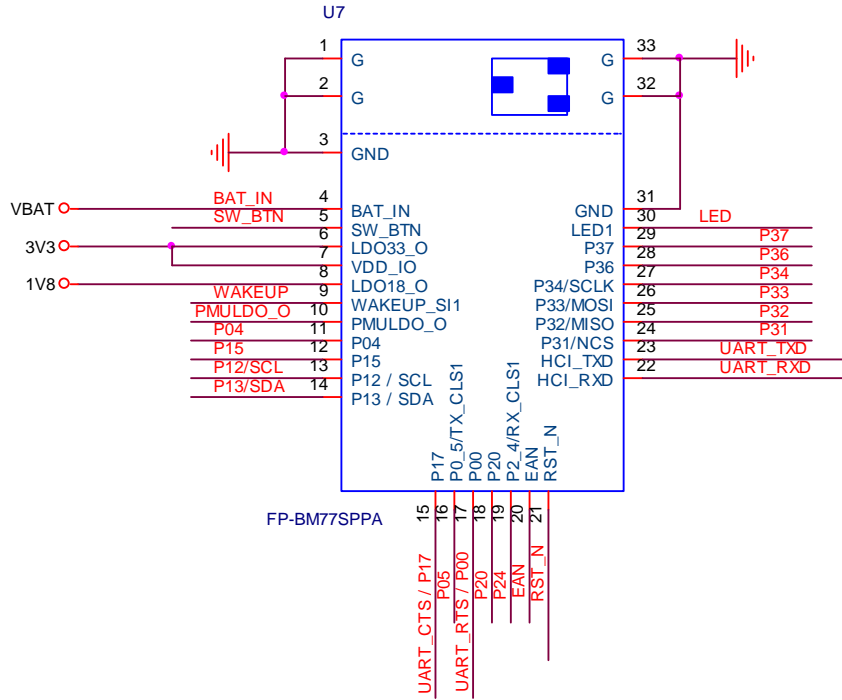 U7
1
G
2
G
3
GND
33
G
32
G
VBAT
BAT_IN
4
BAT_IN
SW_BTN
5
SW_BTN
3V3
6
LDO33_O
7
VDD_IO
1V8
8
LDO18_O
WAKEUP
9
WAKEUP_SI1
PMULDO_O
10
PMULDO_O
P04
11
P04
P15
12
P15
P12/SCL
13
P12 / SCL
P13/SDA
14
P13 / SDA
GND
31
LED1
30
LED
P37
29
P37
P36
28
P36
P34/SCLK
27
P34
P33/MOSI
26
P33
P32/MISO
25
P32
P31/NCS
24
P31
HCI_TXD
23
UART_TXD
HCI_RXD
22
UART_RXD
P17
P0_5/TX_CLS1
P00
P20
P2_4/RX_CLS1
EAN
RST_N
FP-BM77SPPA
15
16
17
18
19
20
21
UART_CTS / P17
P05
UART_RTS / P00
P20
P24
EAN
RST_N